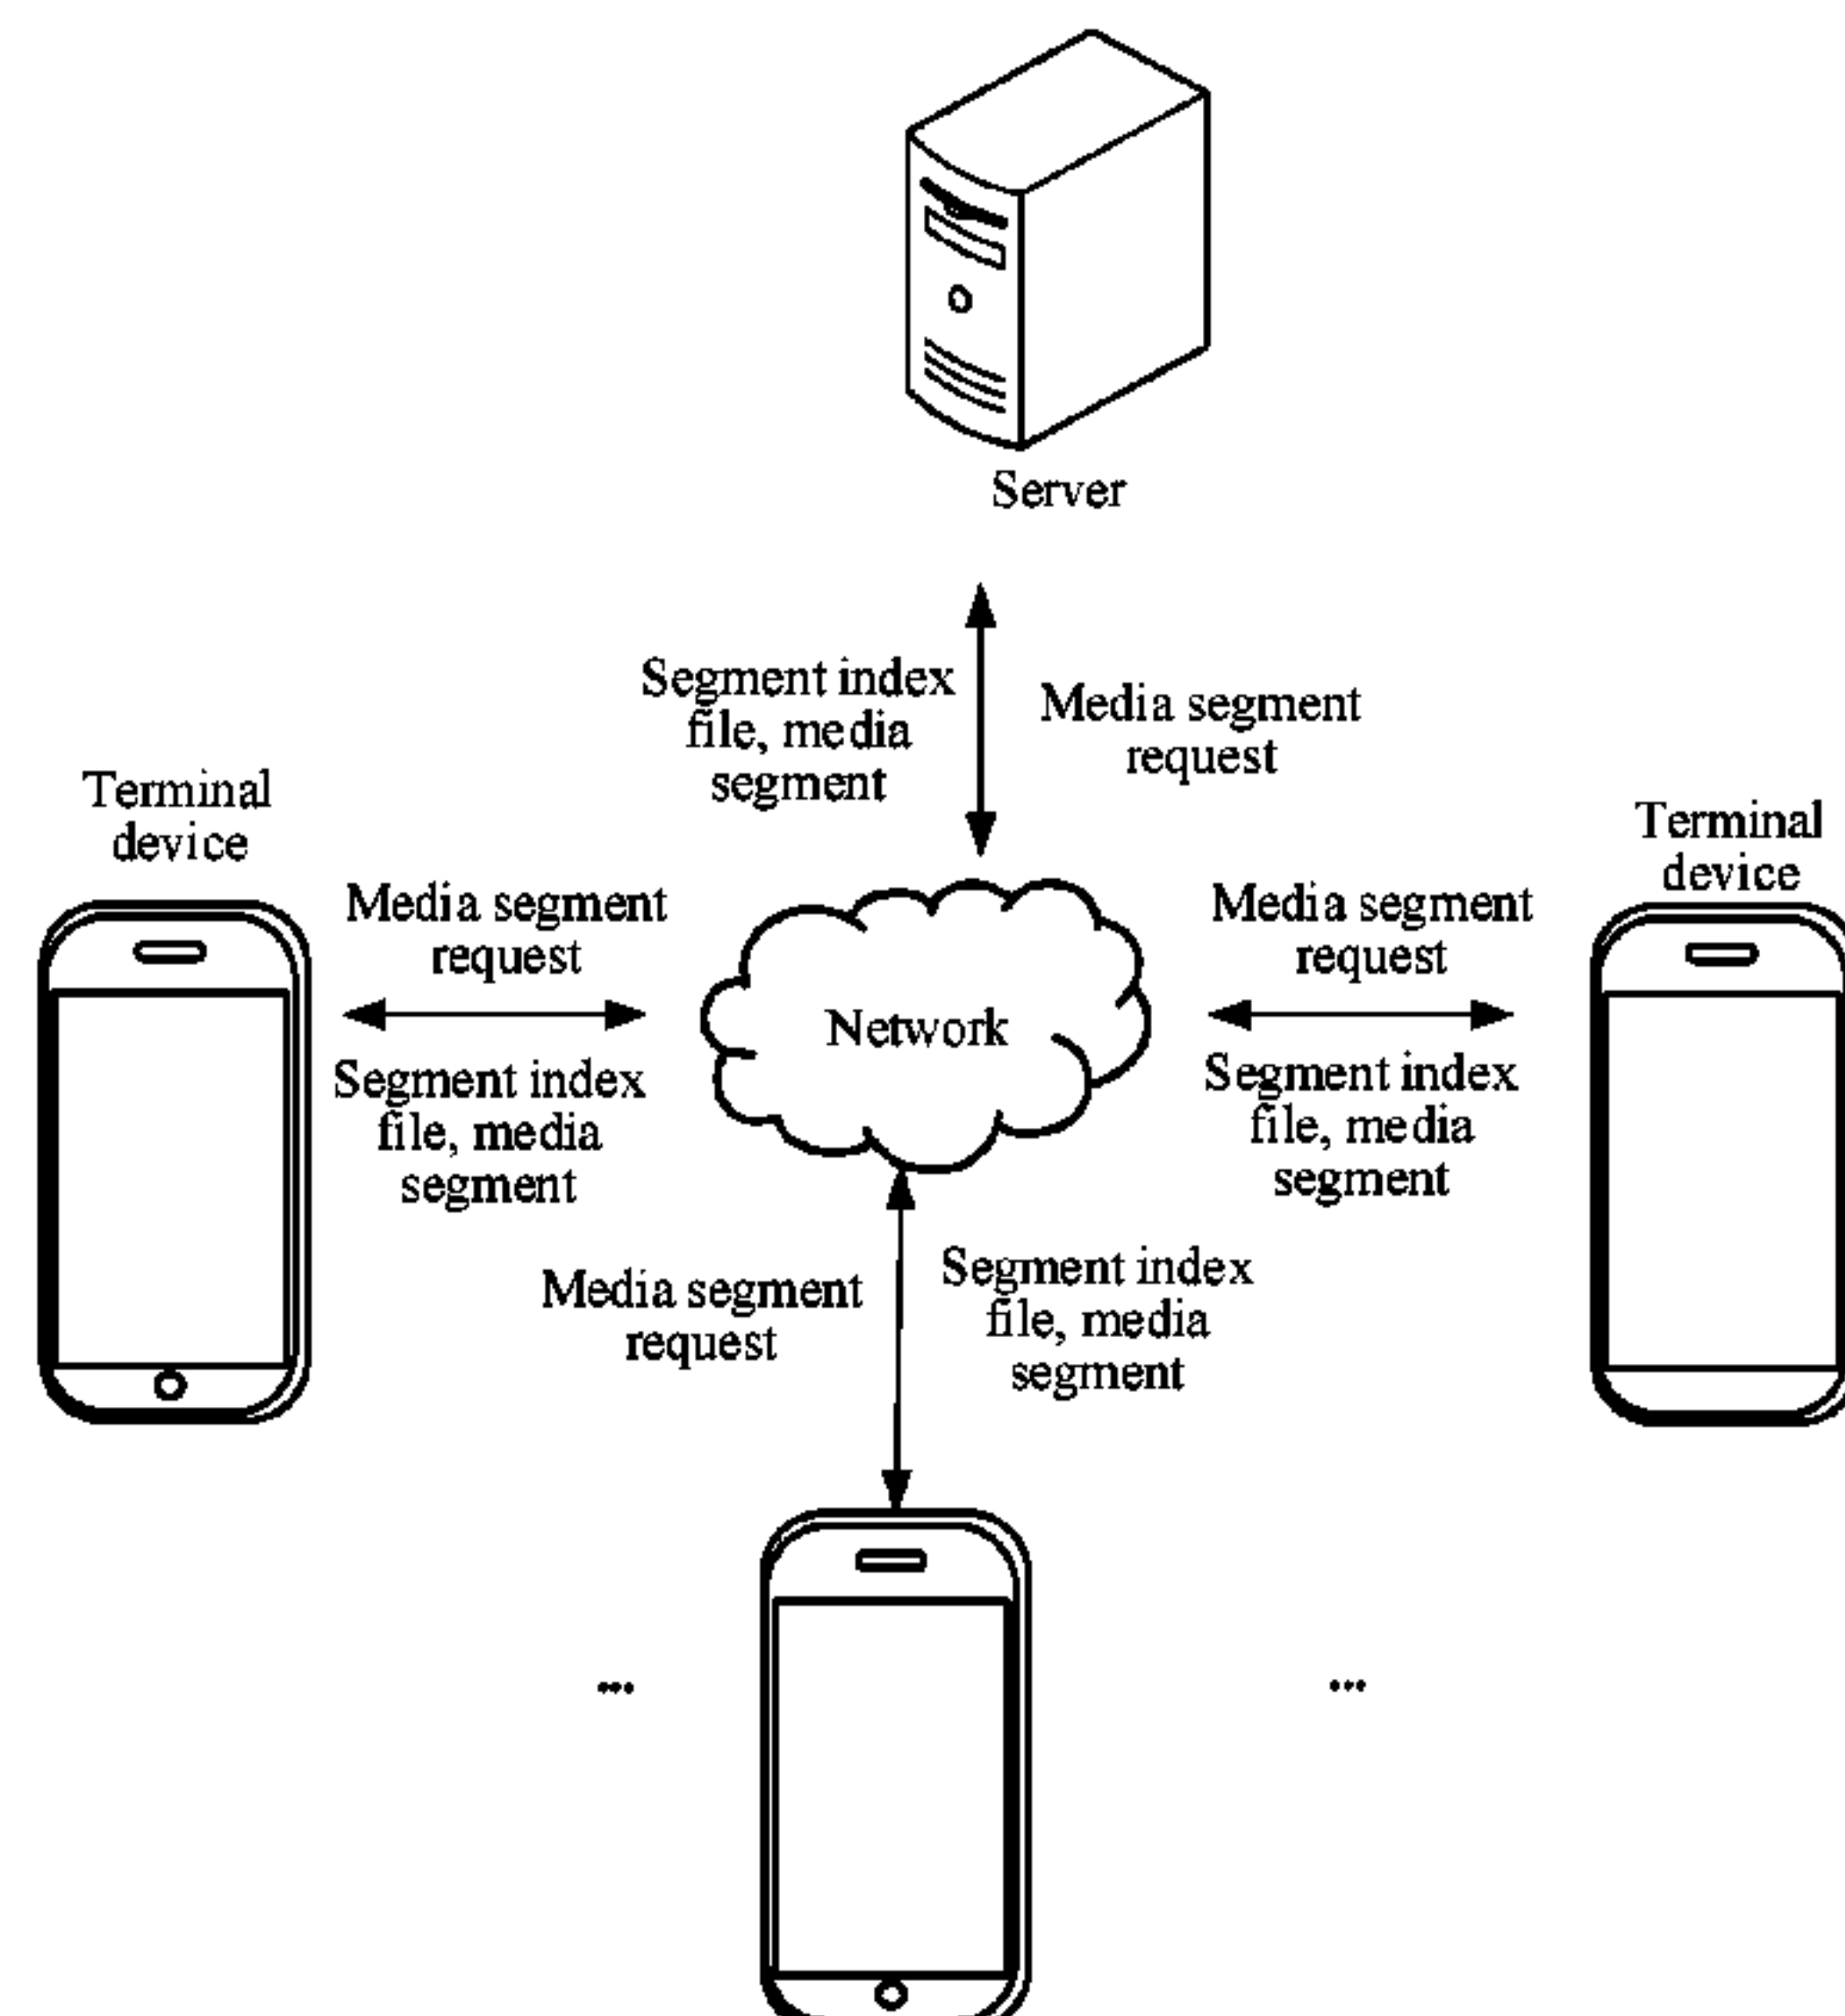 Server
Segment index
file, media
segment
Media segment
request
Terminal
device
Terminal
device
Media segment
request
Media segment
request
Network
Segment index
file, media
segment
Segment index
file, media
segment
Media segment
request
Segment index
file, media
segment
...
...